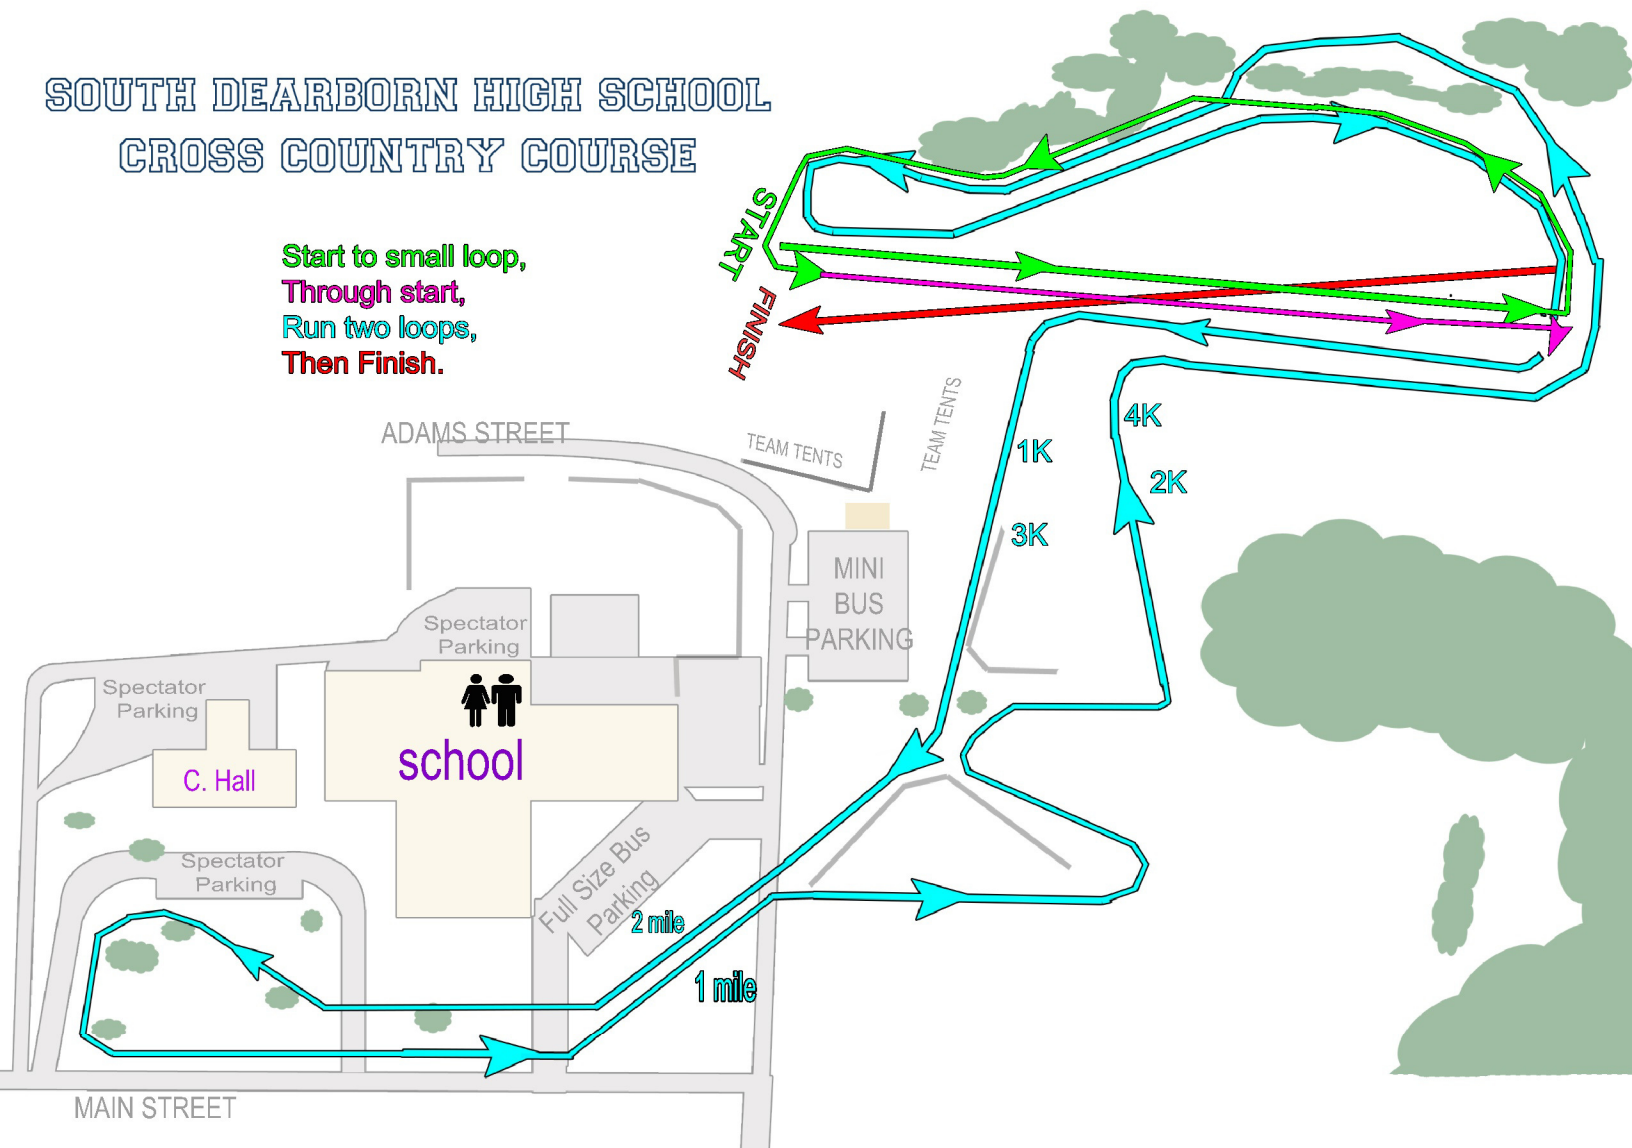 SOUTH DEARBORN HIGH SCHOOL
CROSS COUNTRY COURSE
Start to small loop,
Through start,
Run two loops,
Then Finish.
START
FINISH
ADAMS STREET
TEAM TENTS
TEAM TENTS
1K
4K
2K
3K
MINI
BUS
PARKING
Spectator
Parking
Spectator
Parking
school
C. Hall
Spectator
Parking
Full Size Bus
Parking
2 mile
1 mile
MAIN STREET